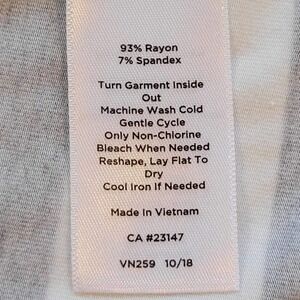 93% Rayon
7% Spandex
Turn Garment Inside
Out
Machine Wash Cold
Gentle Cycle
Only Non-Chlorine
Bleach When Needed
Reshape, Lay Flat To
Dry
Cool Iron If Needed
Made In Vietnam
CA #23147
VN259 10/18